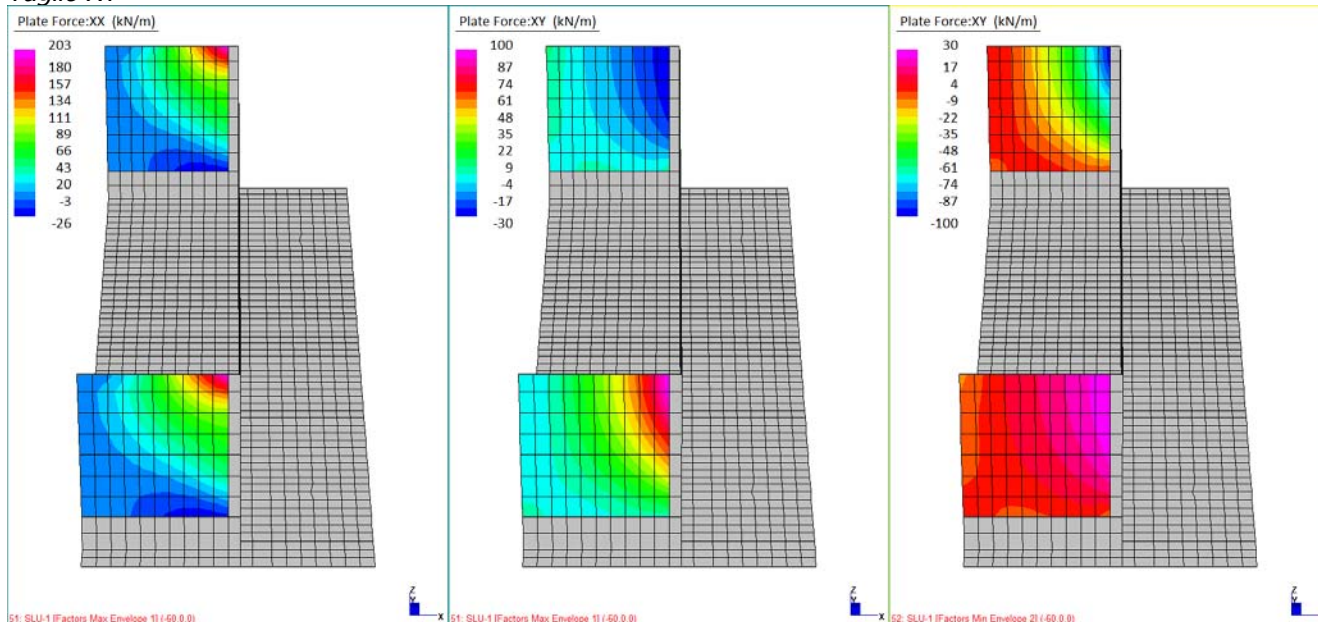 Plate Force:XX (kN/m)
203
180
157
134
111
89
66
43
20
-3
-26
51: SLU-1 [Factors Max Envelope 1] (-60.0.0)
Z
Y
X
Plate Force:XY (kN/m)
100
87
74
61
48
35
22
9
-4
-17
-30
51: SLU-1 [Factors Max Envelope 1] (-60.0.0)
Z
Y
X
Plate Force:XY (kN/m)
30
17
4
-9
-22
-35
-48
-61
-74
-87
-100
52: SLU-1 [Factors Min Envelope 2] (-60.0.0)
Z
Y
X